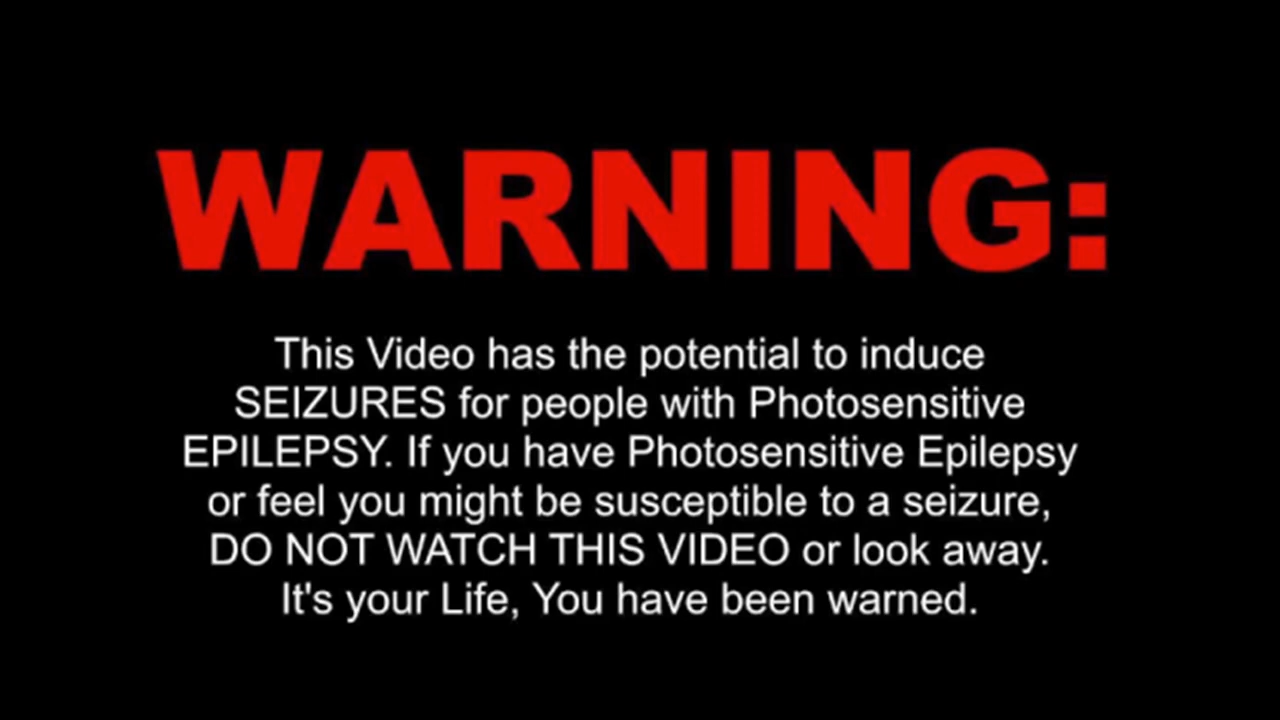 WARNING:
This Video has the potential to induce
SEIZURES for people with Photosensitive
EPILEPSY. If you have Photosensitive Epilepsy
or feel you might be susceptible to a seizure,
DO NOT WATCH THIS VIDEO or look away.
It's your Life, You have been warned.